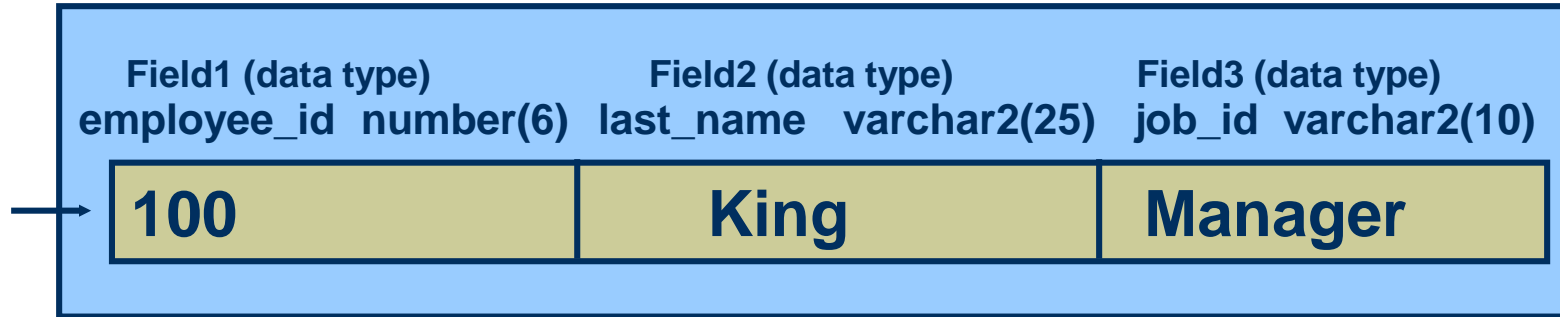 Field1 (data type) Field2 (data type) Field3 (data type)
employee_id number(6) last_name varchar2(25) job_id varchar2(10)
100 King Manager